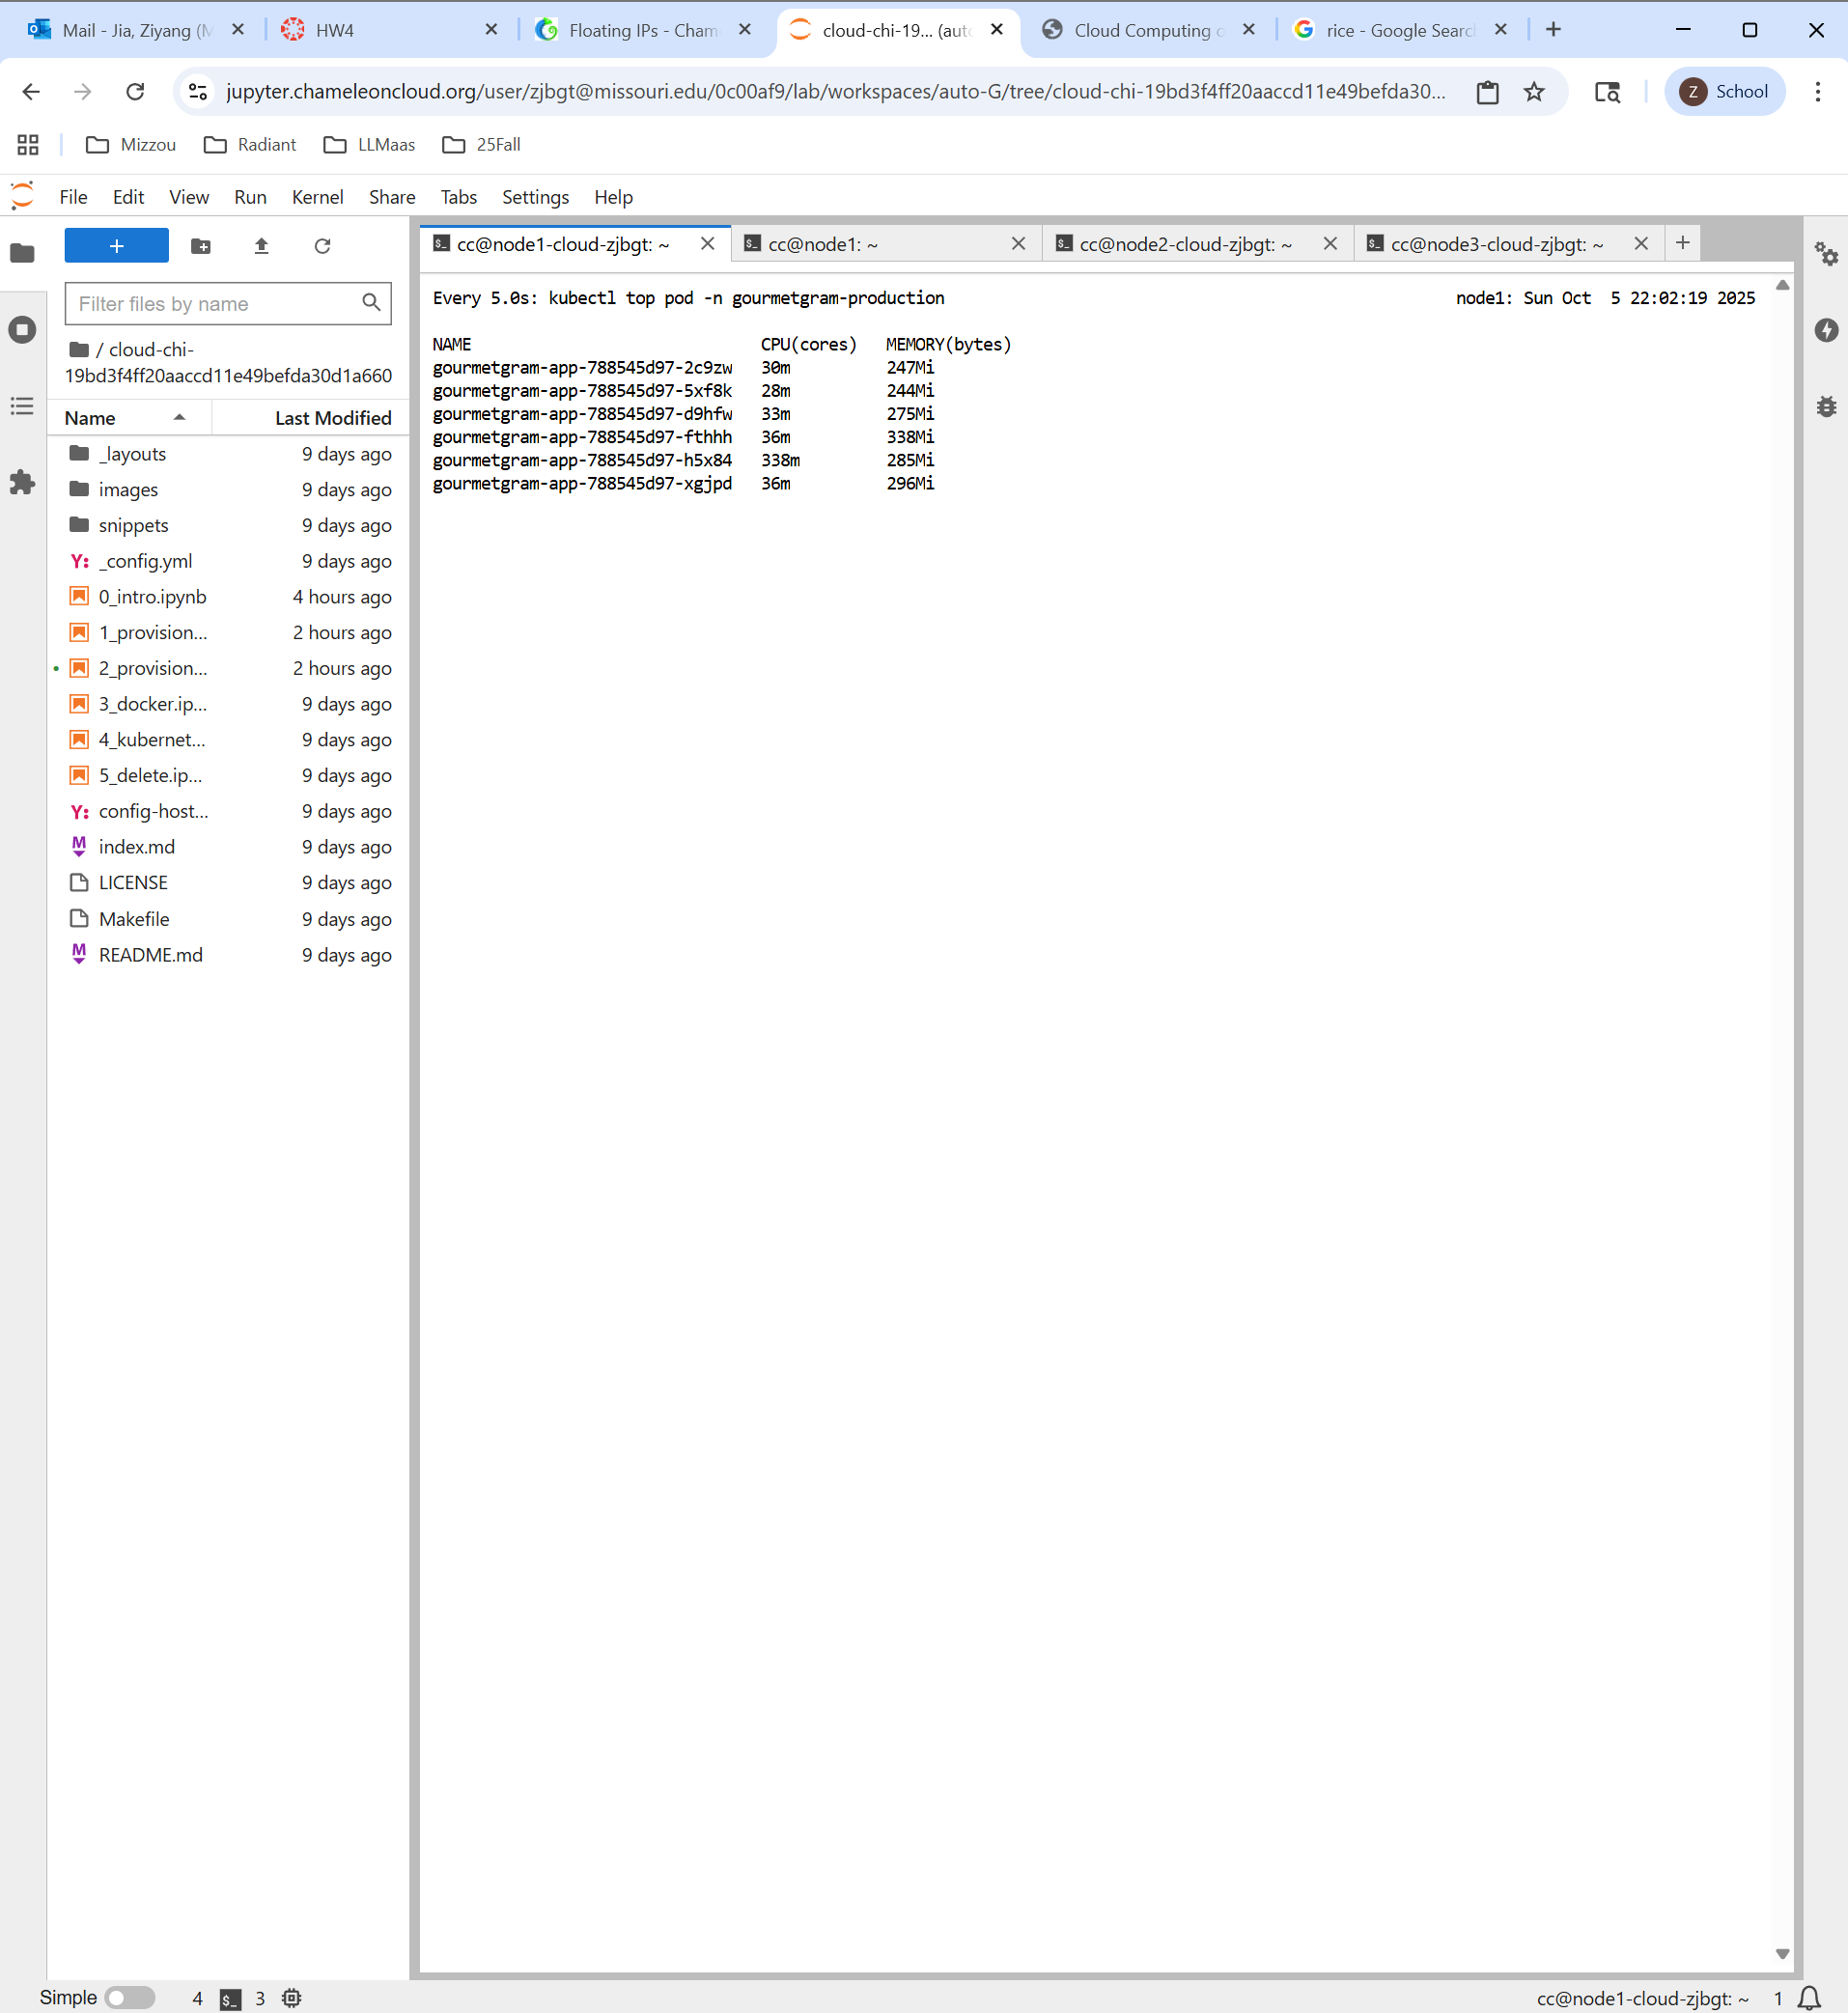 Mail - Jia, Ziyang (M
HW4
Floating IPs - Cham
cloud-chi-19... (auto
Cloud Computing o
rice - Google Search
jupyter.chameleoncloud.org/user/zjbgt@missouri.edu/0c00af9/lab/workspaces/auto-G/tree/cloud-chi-19bd3f4ff20aaccd11e49befda30...
Z School
Mizzou
Radiant
LLMaas
25Fall
File Edit View Run Kernel Share Tabs Settings Help
Filter files by name
/ cloud-chi-
19bd3f4ff20aaccd11e49befda30d1a660
Name Last Modified
_layouts 9 days ago
images 9 days ago
snippets 9 days ago
Y: _config.yml 9 days ago
0_intro.ipynb 4 hours ago
1_provision... 2 hours ago
2_provision... 2 hours ago
3_docker.ip... 9 days ago
4_kubernet... 9 days ago
5_delete.ip... 9 days ago
Y: config-host... 9 days ago
M index.md 9 days ago
LICENSE 9 days ago
Makefile 9 days ago
M README.md 9 days ago
$_ cc@node1-cloud-zjbgt: ~
$_ cc@node1: ~
$_ cc@node2-cloud-zjbgt: ~
$_ cc@node3-cloud-zjbgt: ~
Every 5.0s: kubectl top pod -n gourmetgram-production node1: Sun Oct  5 22:02:19 2025
NAME CPU(cores) MEMORY(bytes)
gourmetgram-app-788545d97-2c9zw 30m 247Mi
gourmetgram-app-788545d97-5xf8k 28m 244Mi
gourmetgram-app-788545d97-d9hfw 33m 275Mi
gourmetgram-app-788545d97-fthhh 36m 338Mi
gourmetgram-app-788545d97-h5x84 338m 285Mi
gourmetgram-app-788545d97-xgjpd 36m 296Mi
Simple 4 $_ 3 cc@node1-cloud-zjbgt: ~ 1